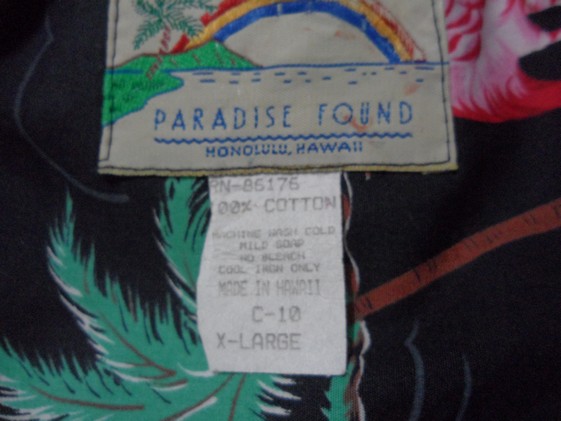 PARADISE FOUND
HONOLULU, HAWAII
RN-86176
100% COTTON
MACHINE WASH COLD
MILD SOAP
NO BLEACH
COOL IRON ONLY
MADE IN HAWAII
C-10
X-LARGE